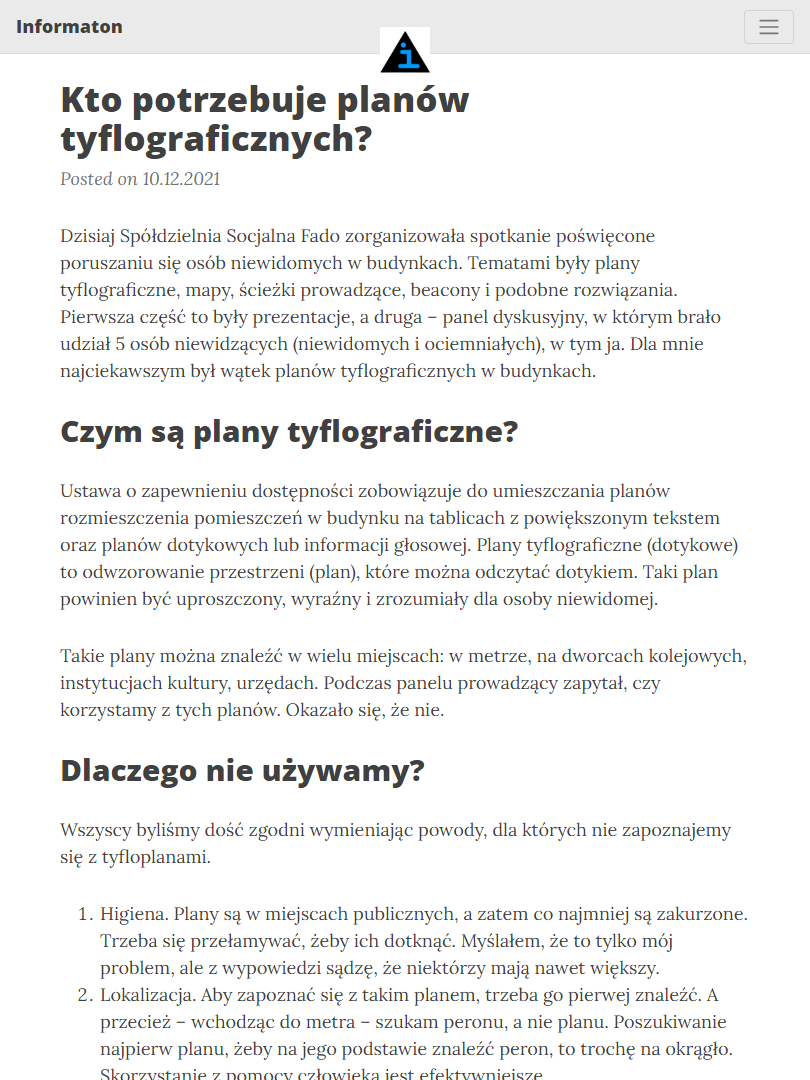 Informaton
i
Kto potrzebuje planów
tyflograficznych?
Posted on 10.12.2021
Dzisiaj Spółdzielnia Socjalna Fado zorganizowała spotkanie poświęcone
poruszaniu się osób niewidomych w budynkach. Tematami były plany
tyflograficzne, mapy, ścieżki prowadzące, beacony i podobne rozwiązania.
Pierwsza część to były prezentacje, a druga – panel dyskusyjny, w którym brało
udział 5 osób niewidzących (niewidomych i ociemniałych), w tym ja. Dla mnie
najciekawszym był wątek planów tyflograficznych w budynkach.
Czym są plany tyflograficzne?
Ustawa o zapewnieniu dostępności zobowiązuje do umieszczania planów
rozmieszczenia pomieszczeń w budynku na tablicach z powiększonym tekstem
oraz planów dotykowych lub informacji głosowej. Plany tyflograficzne (dotykowe)
to odwzorowanie przestrzeni (plan), które można odczytać dotykiem. Taki plan
powinien być uproszczony, wyraźny i zrozumiały dla osoby niewidomej.
Takie plany można znaleźć w wielu miejscach: w metrze, na dworcach kolejowych,
instytucjach kultury, urzędach. Podczas panelu prowadzący zapytał, czy
korzystamy z tych planów. Okazało się, że nie.
Dlaczego nie używamy?
Wszyscy byliśmy dość zgodni wymieniając powody, dla których nie zapoznajemy
się z tyfloplanami.
1. Higiena. Plany są w miejscach publicznych, a zatem co najmniej są zakurzone.
Trzeba się przełamywać, żeby ich dotknąć. Myślałem, że to tylko mój
problem, ale z wypowiedzi sądzę, że niektórzy mają nawet większy.
2. Lokalizacja. Aby zapoznać się z takim planem, trzeba go pierwej znaleźć. A
przecież – wchodząc do metra – szukam peronu, a nie planu. Poszukiwanie
najpierw planu, żeby na jego podstawie znaleźć peron, to trochę na okrągło.
Skorzystanie z pomocy człowieka jest efektywniejsze.